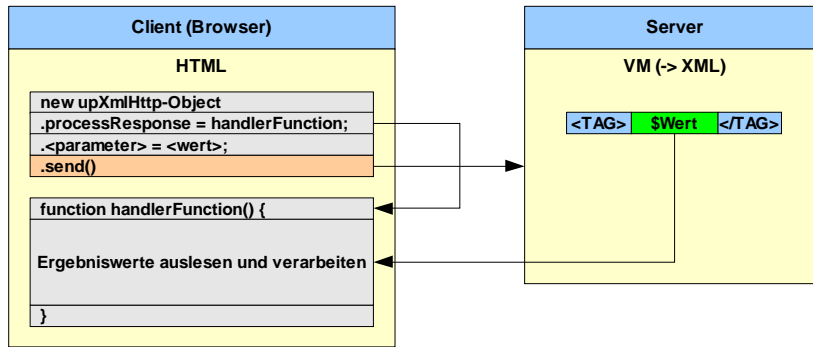 Client (Browser)
HTML
new upXmlHttp-Object
.processResponse = handlerFunction;
.<parameter> = <wert>;
.send()
function handlerFunction() {
Ergebniswerte auslesen und verarbeiten
}
Server
VM (-> XML)
<TAG> $Wert </TAG>